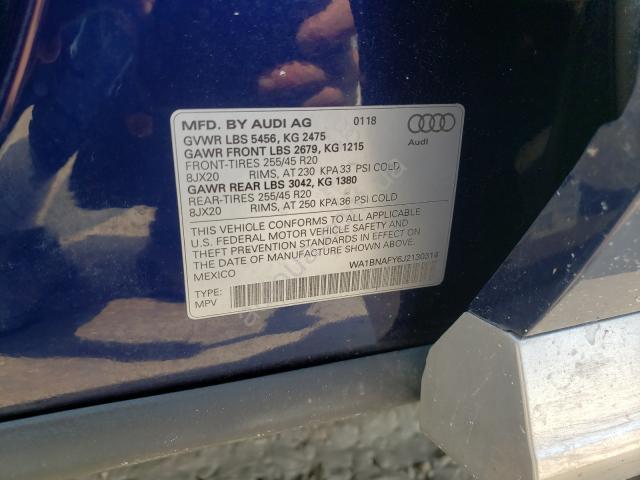 MFD. BY AUDI AG 0118
GVWR LBS 5456, KG 2475
GAWR FRONT LBS 2679, KG 1215
FRONT-TIRES 255/45 R20
8JX20 RIMS, AT 230 KPA 33 PSI COLD
GAWR REAR LBS 3042, KG 1380
REAR-TIRES 255/45 R20
8JX20 RIMS, AT 250 KPA 36 PSI COLD
Audi
THIS VEHICLE CONFORMS TO ALL APPLICABLE
U.S. FEDERAL MOTOR VEHICLE SAFETY AND
THEFT PREVENTION STANDARDS IN EFFECT ON
THE DATE OF MANUFACTURE SHOWN ABOVE.
MEXICO
WA1BNAFY6J2130314
TYPE:
MPV